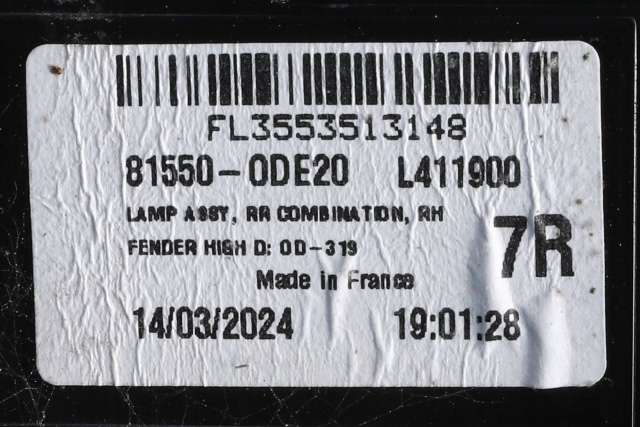 FL3553513148
81550-0DE20 L411900
LAMP ASSY, RR COMBINATION, RH
FENDER HIGH D: 0D-319
7R
Made in France
14/03/2024 19:01:28